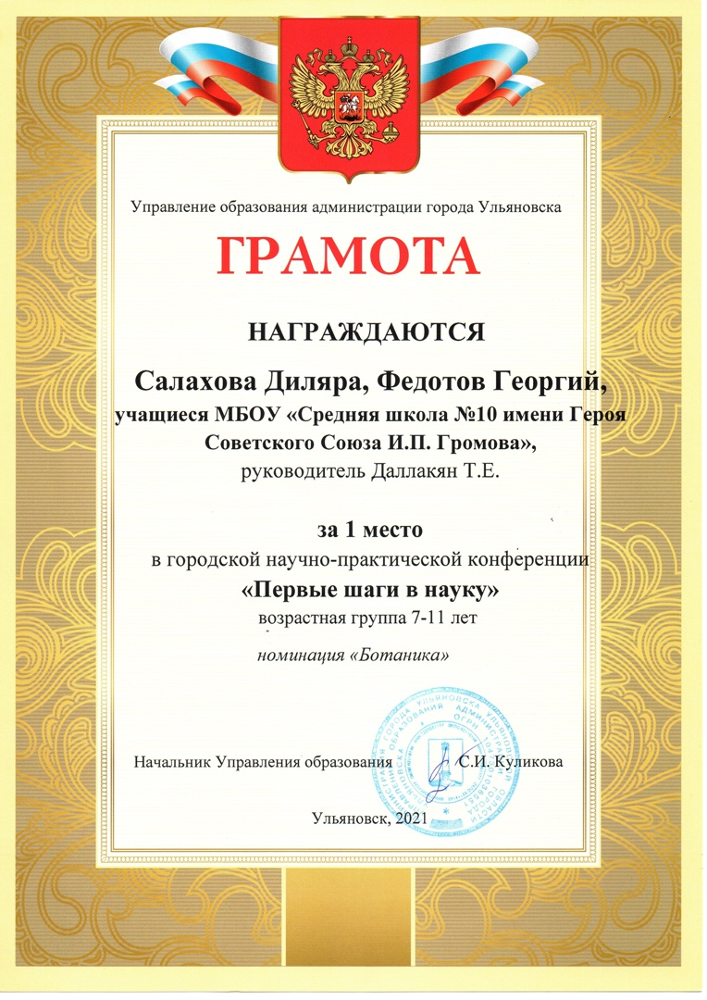 Управление образования администрации города Ульяновска
ГРАМОТА
НАГРАЖДАЮТСЯ
Салахова Диляра, Федотов Георгий,
учащиеся МБОУ «Средняя школа №10 имени Героя
Советского Союза И.П. Громова»,
руководитель Даллакян Т.Е.
за 1 место
в городской научно-практической конференции
«Первые шаги в науку»
возрастная группа 7-11 лет
номинация «Ботаника»
Начальник Управления образования С.И. Куликова
Ульяновск, 2021